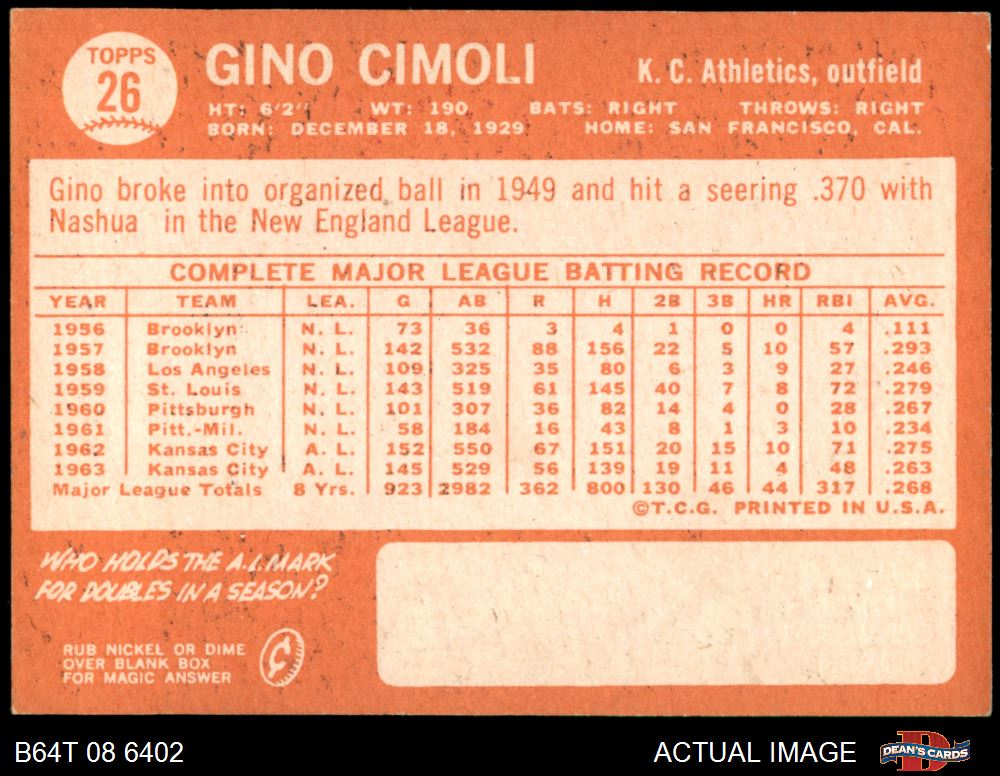 TOPPS
26
GINO CIMOLI
K. C. Athletics, outfield
HT: 6'2" WT: 190 BATS: RIGHT THROWS: RIGHT
BORN: DECEMBER 18, 1929 HOME: SAN FRANCISCO, CAL.
Gino broke into organized ball in 1949 and hit a seering .370 with
Nashua in the New England League.
COMPLETE MAJOR LEAGUE BATTING RECORD
YEAR TEAM LEA. G AB R H 2B 3B HR RBI AVG.
1956 Brooklyn N. L. 73 36 3 4 1 0 0 4 .111
1957 Brooklyn N. L. 142 532 88 156 22 5 10 57 .293
1958 Los Angeles N. L. 109 325 35 80 6 3 9 27 .246
1959 St. Louis N. L. 143 519 61 145 40 7 8 72 .279
1960 Pittsburgh N. L. 101 307 36 82 14 4 0 28 .267
1961 Pitt.-Mil. N. L. 58 184 16 43 8 1 3 10 .234
1962 Kansas City A. L. 152 550 67 151 20 15 10 71 .275
1963 Kansas City A. L. 145 529 56 139 19 11 4 48 .263
Major League Totals 8 Yrs. 923 2982 362 800 130 46 44 317 .268
©T.C.G. PRINTED IN U.S.A.
WHO HOLDS THE A.L. MARK
FOR DOUBLES IN A SEASON?
RUB NICKEL OR DIME
OVER BLANK BOX
FOR MAGIC ANSWER
B64T 08 6402
ACTUAL IMAGE
DEAN'S CARDS